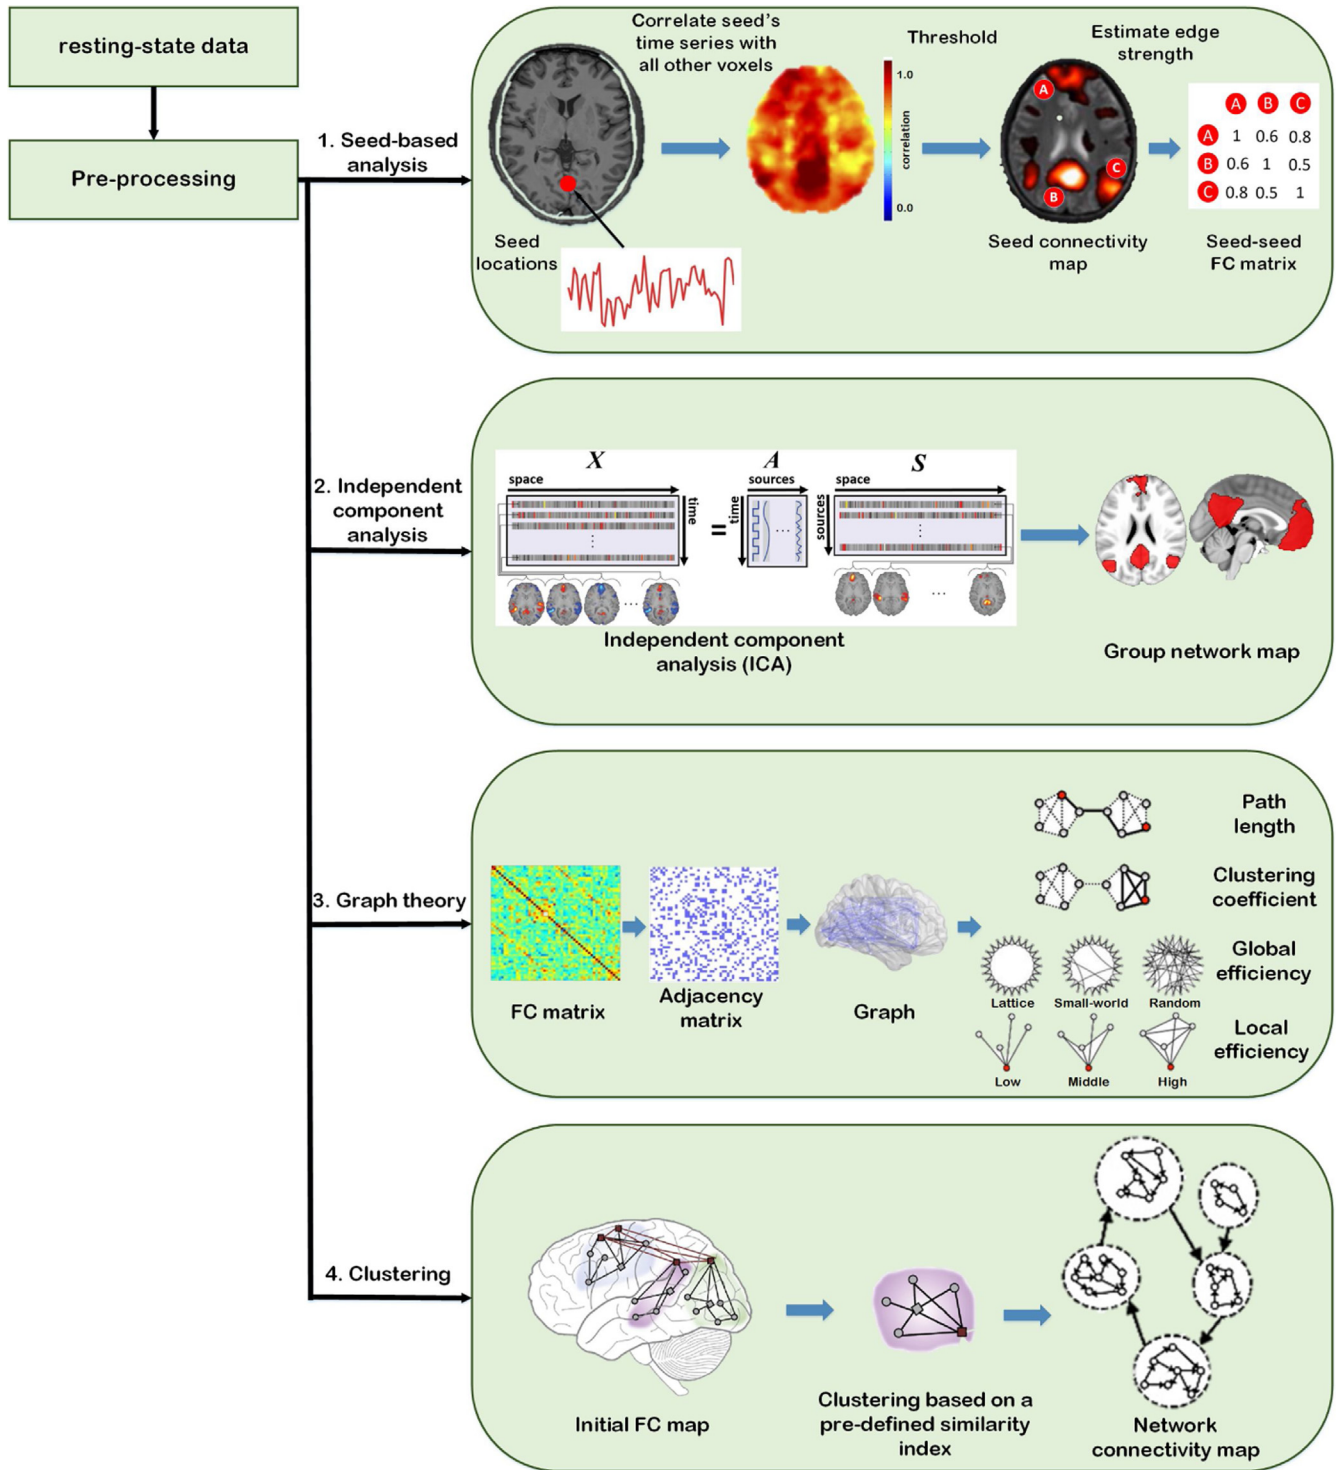 resting-state data
Pre-processing
1. Seed-based
analysis
Correlate seed's
time series with
all other voxels
Threshold
Estimate edge
strength
1.0
correlation
0.0
A
B
C
A B C
A 1 0.6 0.8
B 0.6 1 0.5
C 0.8 0.5 1
Seed
locations
Seed connectivity
map
Seed-seed
FC matrix
2. Independent
component
analysis
X
space
time
=
A
sources
time
S
space
sources
Independent component
analysis (ICA)
Group network map
3. Graph theory
FC matrix
Adjacency
matrix
Graph
Path
length
Clustering
coefficient
Global
efficiency
Lattice Small-world Random
Local
efficiency
Low Middle High
4. Clustering
Initial FC map
Clustering based on a
pre-defined similarity
index
Network
connectivity map